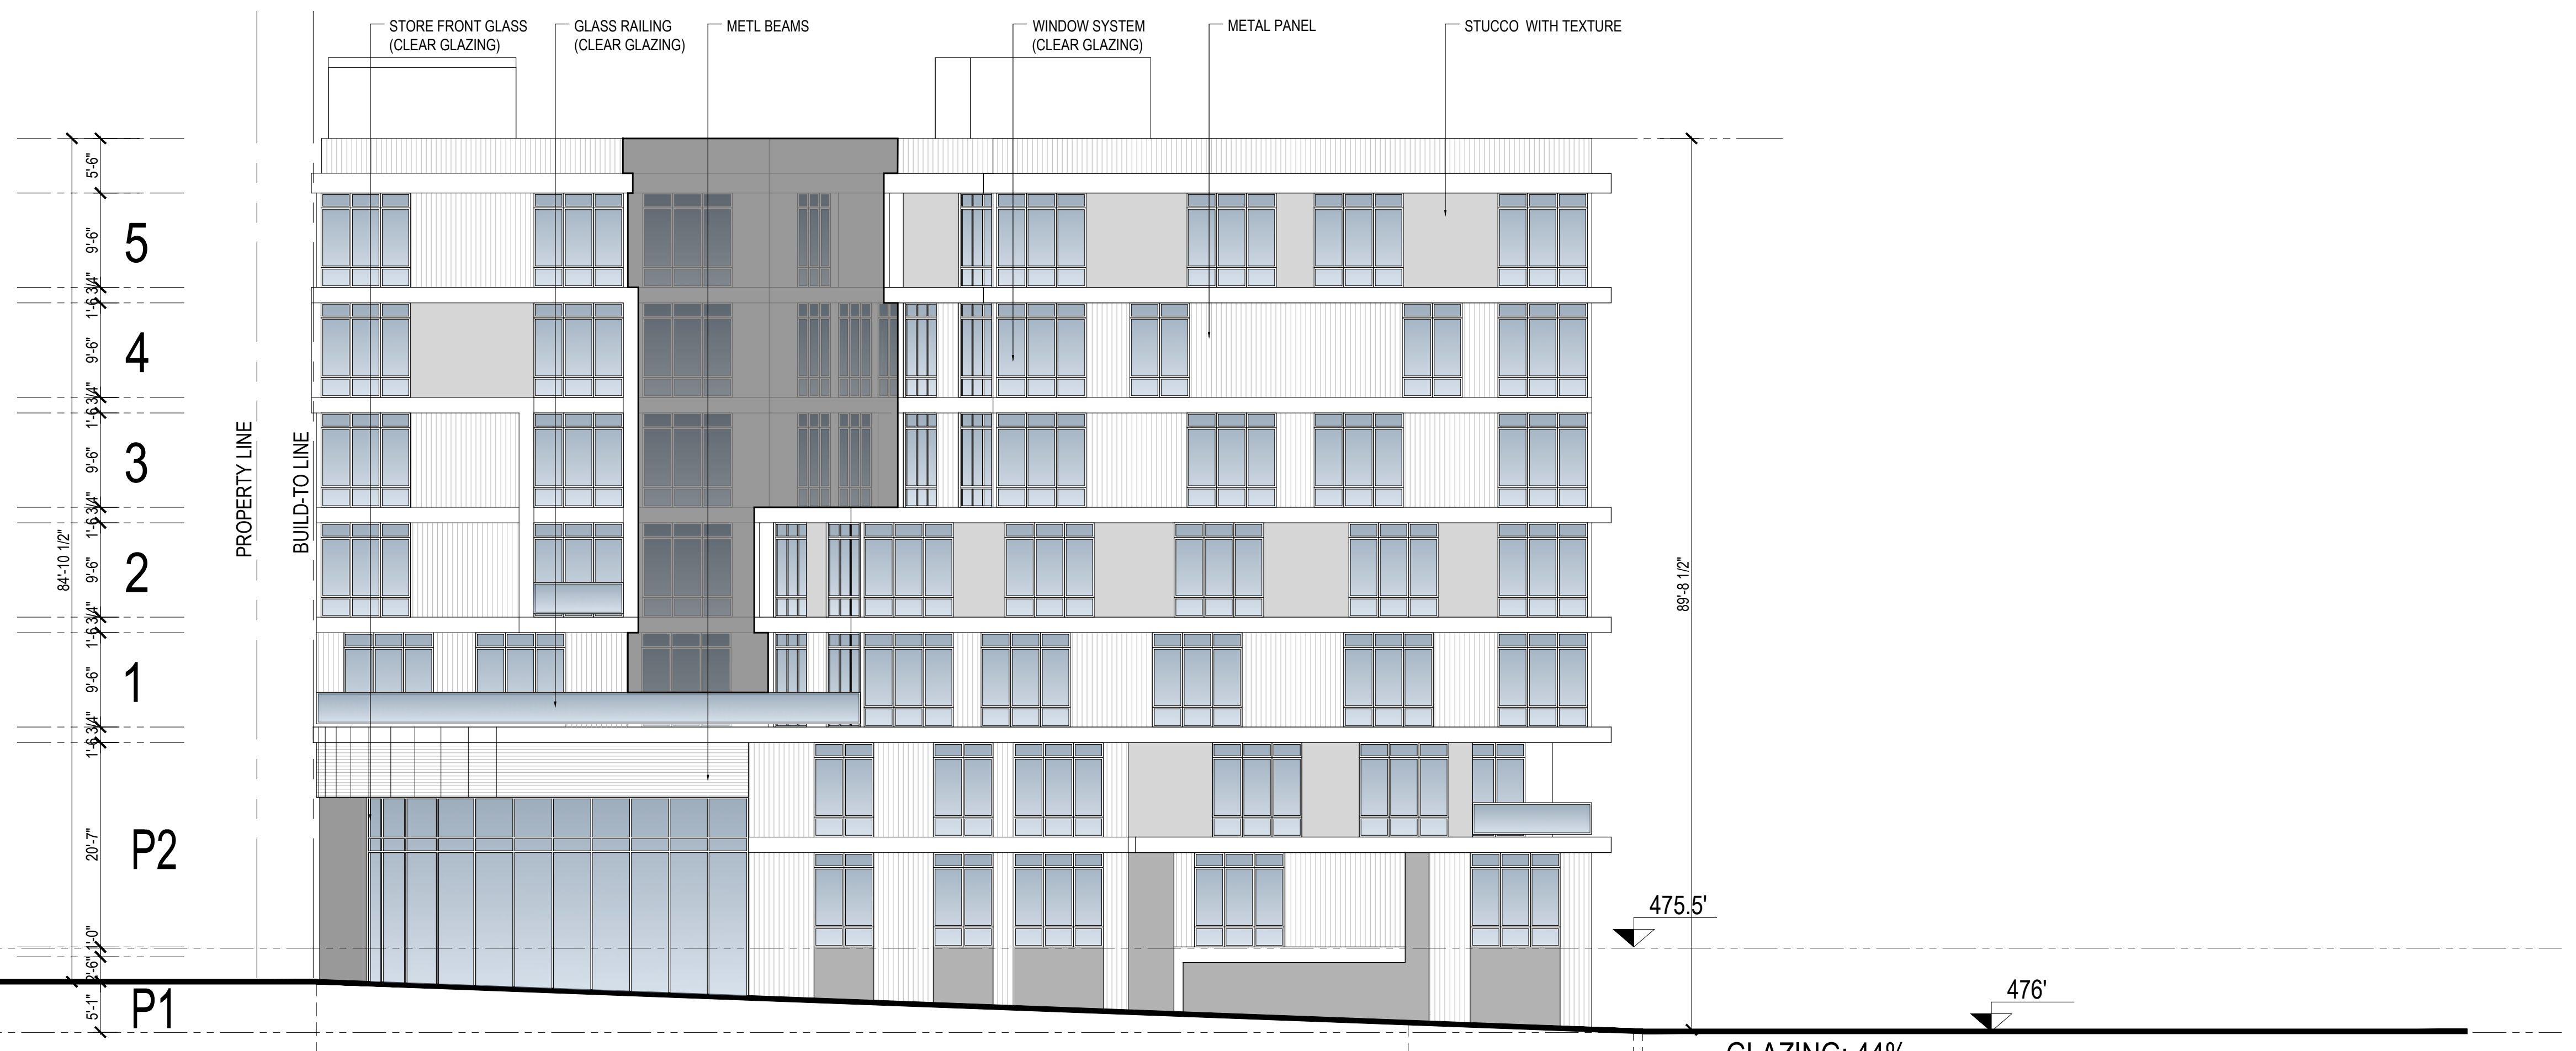 STORE FRONT GLASS
(CLEAR GLAZING)
GLASS RAILING
(CLEAR GLAZING)
METL BEAMS
WINDOW SYSTEM
(CLEAR GLAZING)
METAL PANEL
STUCCO WITH TEXTURE
5'-6"
9'-6"
5
1'-6 3/4"
9'-6"
4
1'-6 3/4"
9'-6"
3
1'-6 3/4"
9'-6"
2
1'-6 3/4"
9'-6"
1
1'-6 3/4"
20'-7"
P2
1'-0"
2'-6"
5'-1"
P1
84'-10 1/2"
PROPERTY LINE
BUILD-TO LINE
89'-8 1/2"
475.5'
476'
GLAZING: 44%